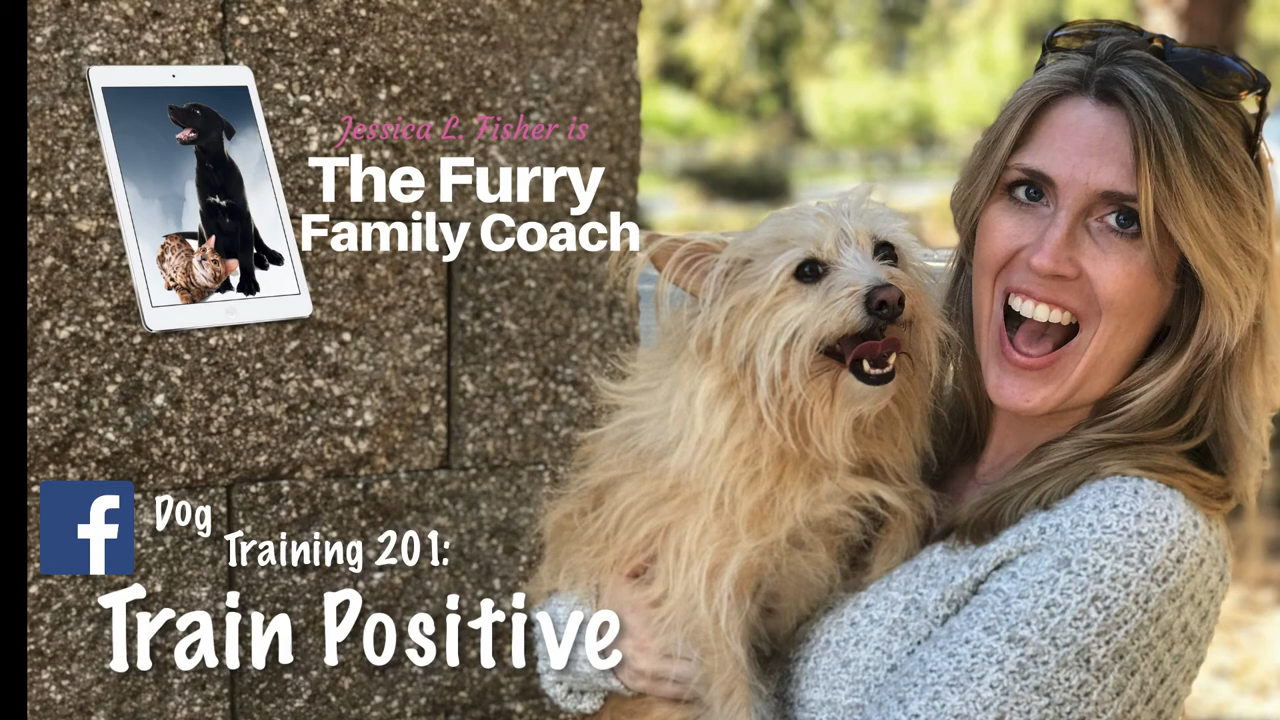 Jessica L. Fisher is
The Furry
Family Coach
f
Dog
Training 201:
Train Positive